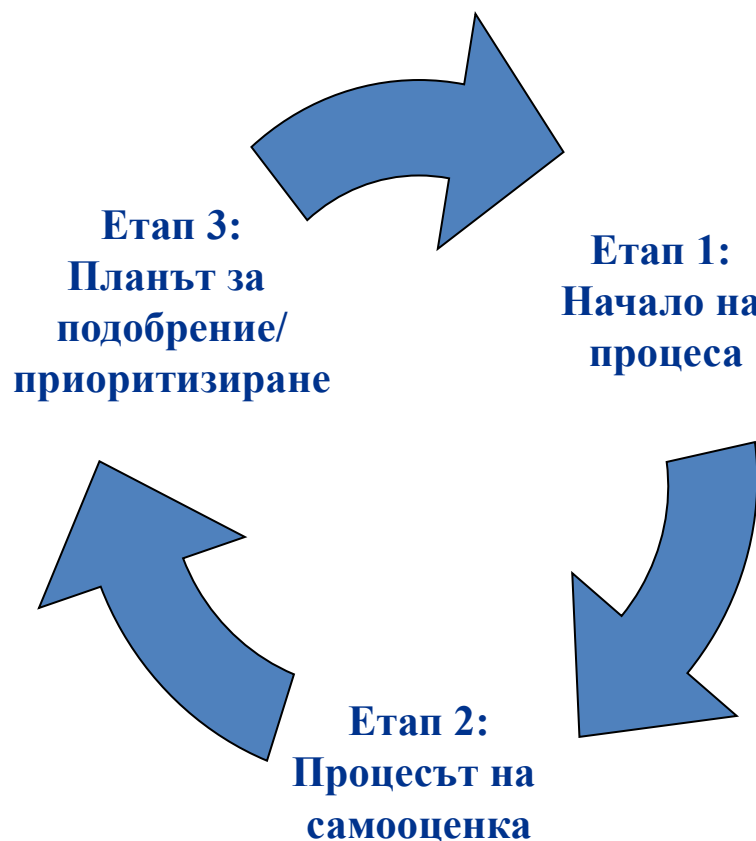 Етап 3:
Планът за
подобрение/
приоритизиране
Етап 1:
Начало на
процеса
Етап 2:
Процесът на
самооценка